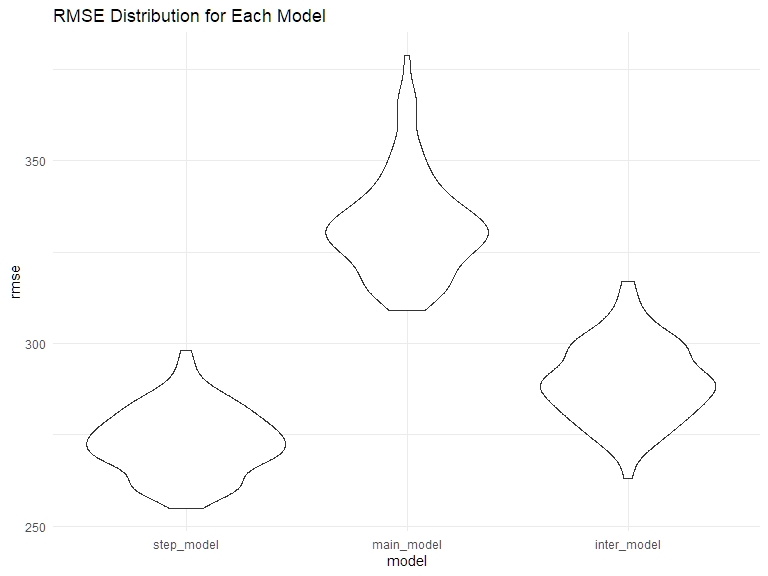 RMSE Distribution for Each Model
rmse
350
300
250
step_model
main_model
inter_model
model